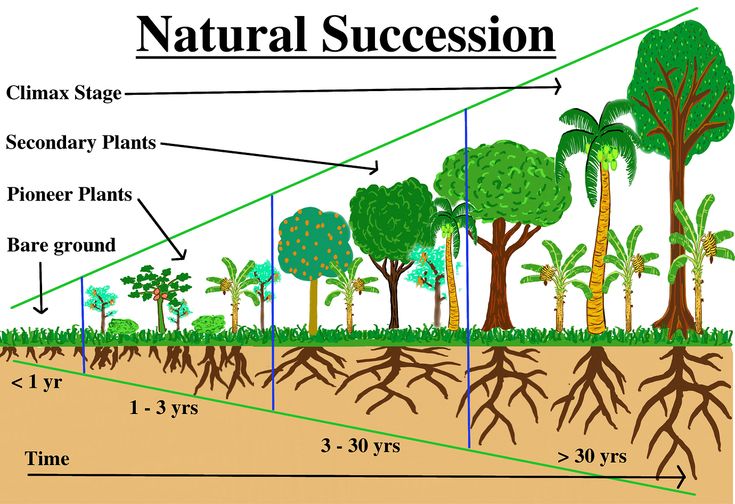 Natural Succession
Climax Stage
Secondary Plants
Pioneer Plants
Bare ground
< 1 yr
1 - 3 yrs
3 - 30 yrs
> 30 yrs
Time